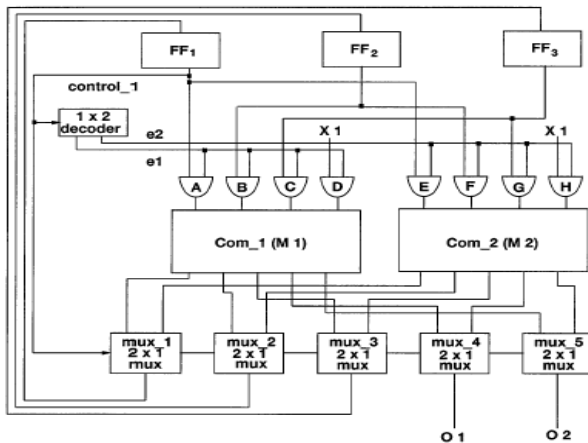 FF1
FF2
FF3
control_1
1 x 2
decoder
e2
e1
X 1
X 1
A
B
C
D
E
F
G
H
Com_1 (M 1)
Com_2 (M 2)
mux_1
2 x 1
mux
mux_2
2 x 1
mux
mux_3
2 x 1
mux
mux_4
2 x 1
mux
mux_5
2 x 1
mux
O 1
O 2